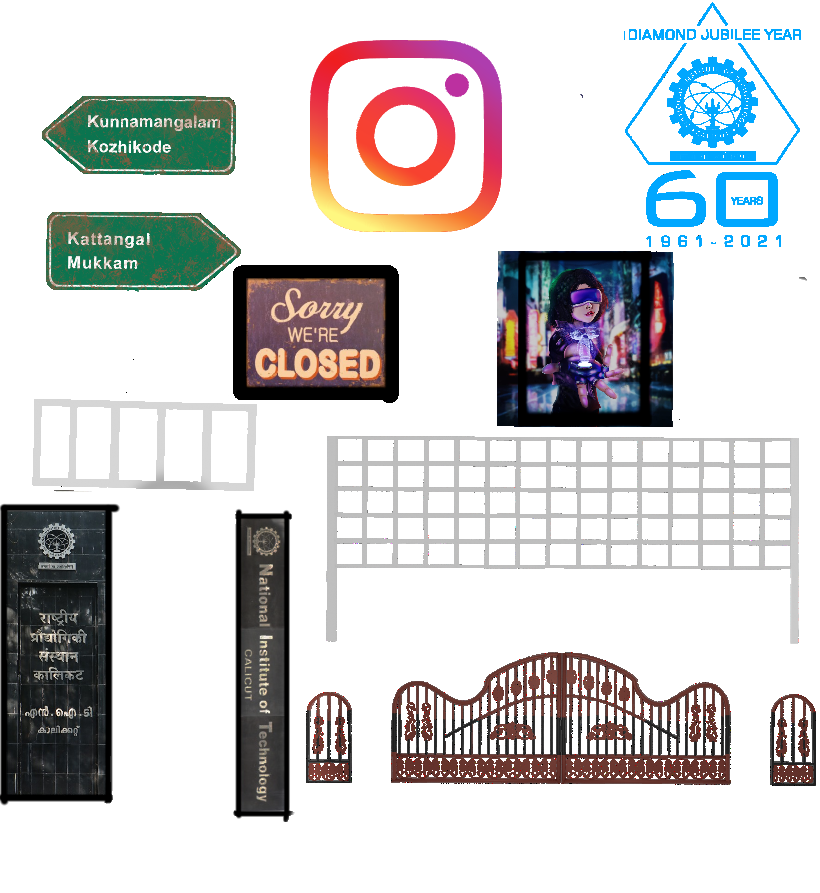 DIAMOND JUBILEE YEAR
60
YEARS
1961-2021
Kunnamangalam
Kozhikode
Kattangal
Mukkam
Sorry
WE'RE
CLOSED
राष्ट्रीय
प्रौद्योगिकी
संस्थान
कालिकट
എൻ.ഐ.ടി
കാലിക്കറ്റ്
National Institute of Technology
CALICUT